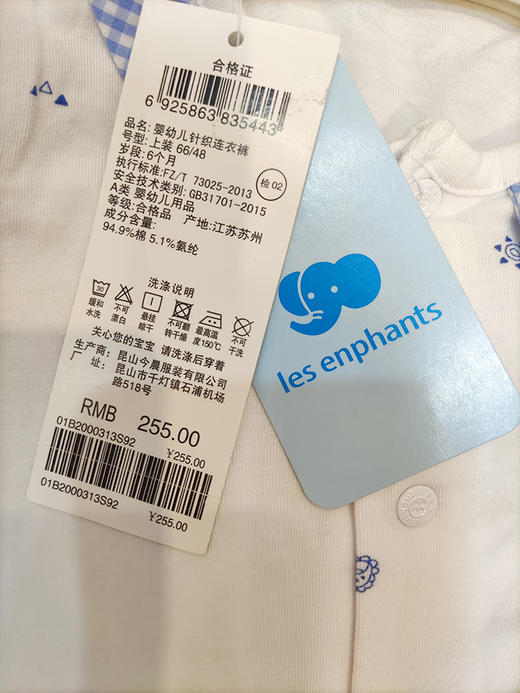 合格证
6 925863 835443
品名: 婴幼儿针织连衣裤
号型: 上装 66/48
岁段: 6个月
执行标准: FZ/T 73025-2013
安全技术类别: GB31701-2015
检 02
A类 婴幼儿用品
等级: 合格品 产地: 江苏苏州
成分含量:
94.9%棉 5.1%氨纶
洗涤说明
30
缓和水洗
不可漂白
悬挂晾干
不可翻转干燥
最高温度150℃
不可干洗
关心您的宝宝 请洗涤后穿着
生产商: 昆山今晨服装有限公司
厂 址: 昆山市千灯镇石浦机场
路518号
RMB 255.00
01B2000313S92
¥255.00
01B2000313S92
¥255.00
les enphants